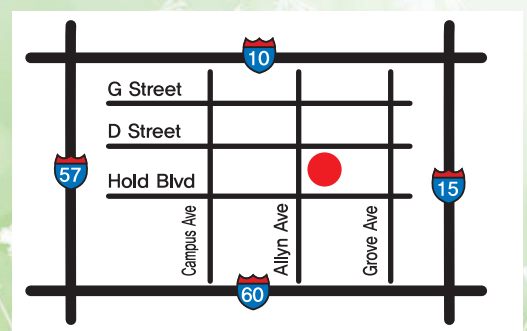 10
G Street
D Street
57
Hold Blvd
15
Campus Ave
Allyn Ave
Grove Ave
60